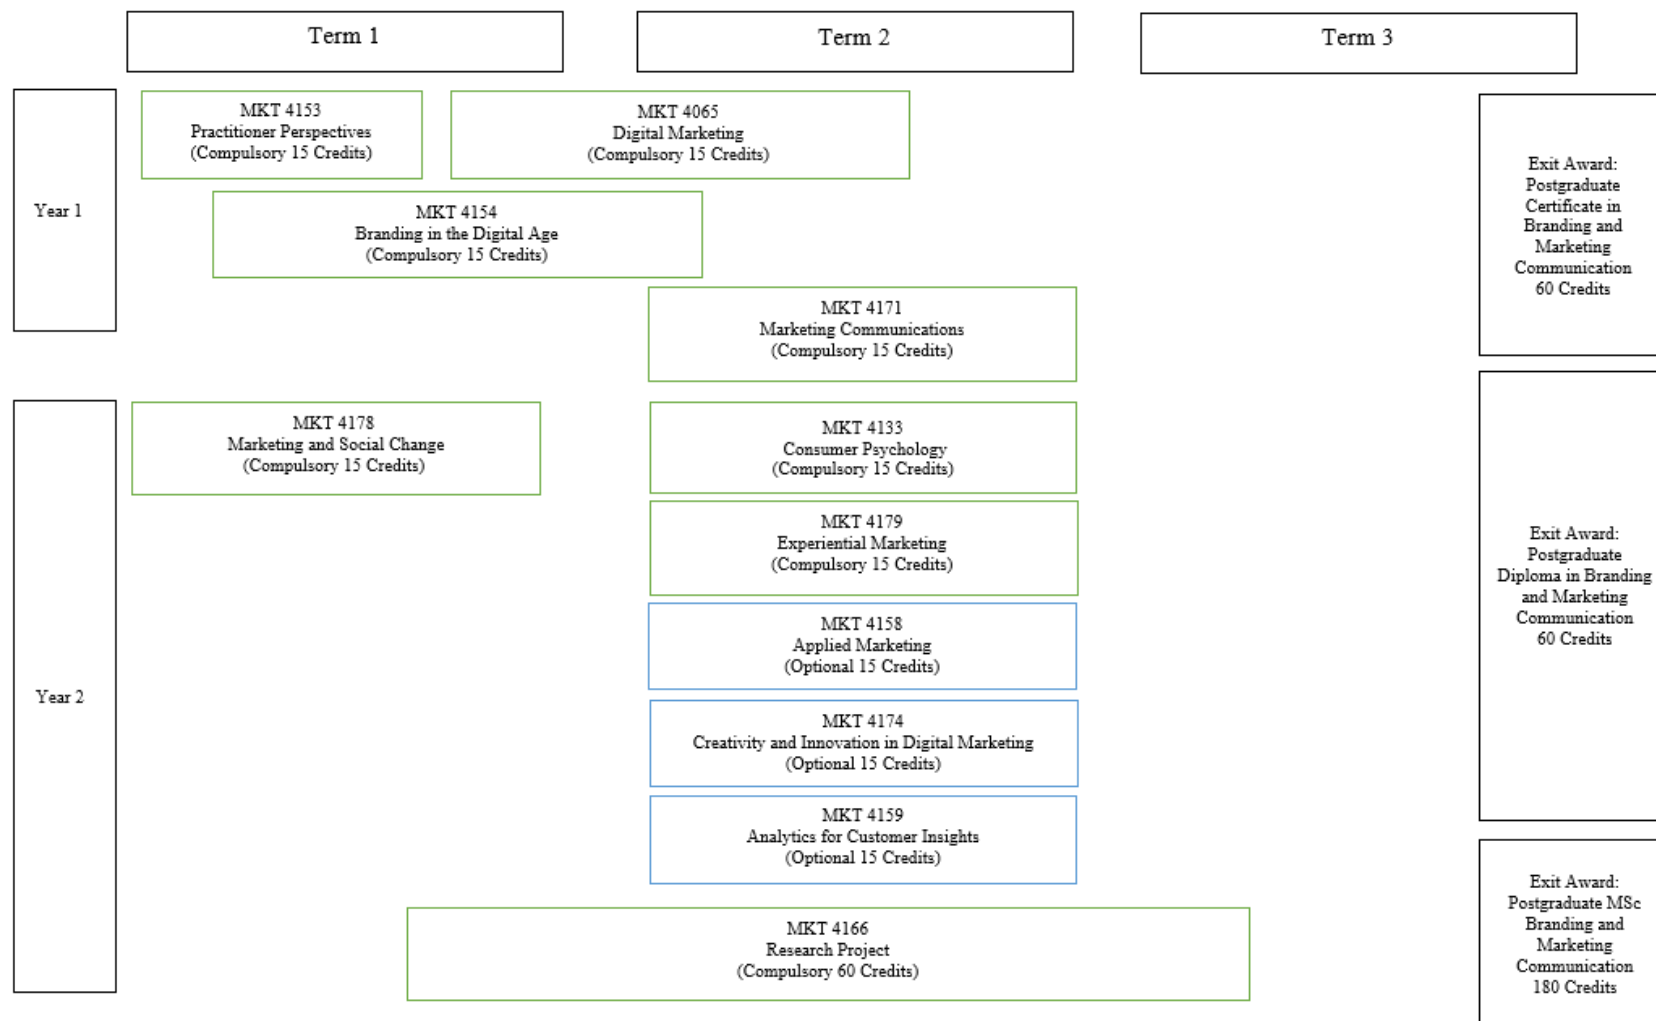 Term 1
Term 2
Term 3
Year 1
MKT 4153
Practitioner Perspectives
(Compulsory 15 Credits)
MKT 4065
Digital Marketing
(Compulsory 15 Credits)
MKT 4154
Branding in the Digital Age
(Compulsory 15 Credits)
MKT 4171
Marketing Communications
(Compulsory 15 Credits)
Exit Award:
Postgraduate
Certificate in
Branding and
Marketing
Communication
60 Credits
Year 2
MKT 4178
Marketing and Social Change
(Compulsory 15 Credits)
MKT 4133
Consumer Psychology
(Compulsory 15 Credits)
MKT 4179
Experiential Marketing
(Compulsory 15 Credits)
MKT 4158
Applied Marketing
(Optional 15 Credits)
MKT 4174
Creativity and Innovation in Digital Marketing
(Optional 15 Credits)
MKT 4159
Analytics for Customer Insights
(Optional 15 Credits)
MKT 4166
Research Project
(Compulsory 60 Credits)
Exit Award:
Postgraduate
Diploma in Branding
and Marketing
Communication
60 Credits
Exit Award:
Postgraduate MSc
Branding and
Marketing
Communication
180 Credits